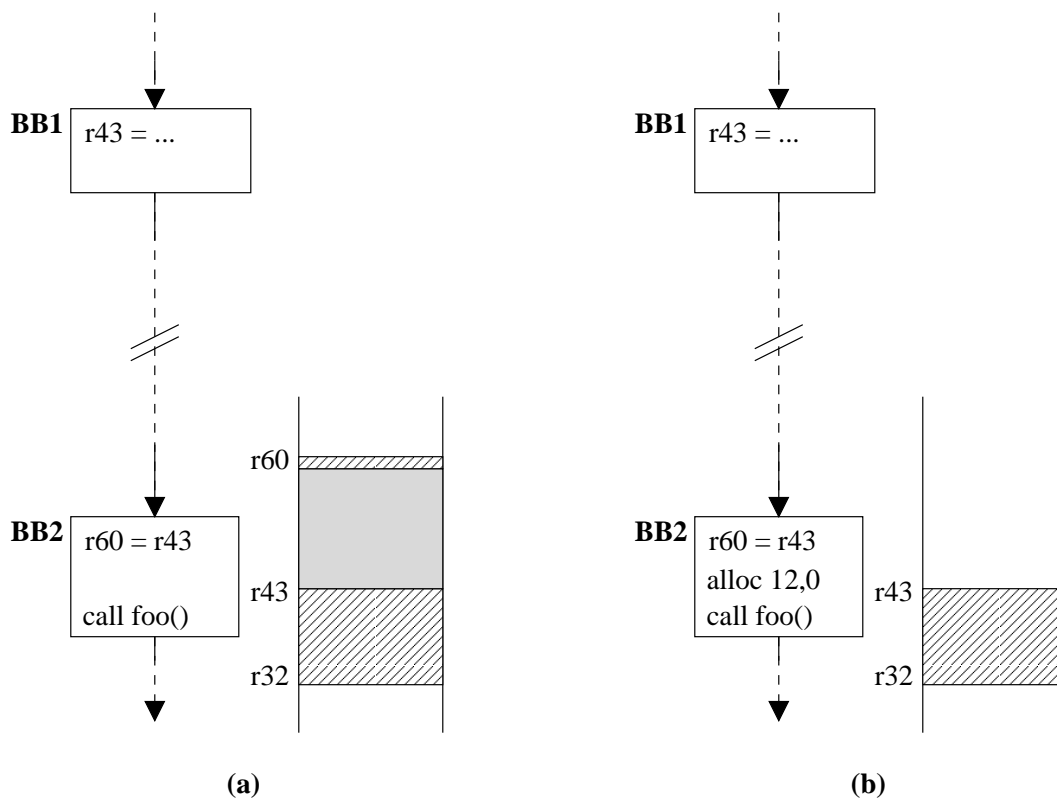 BB1
r43 = ...
r60
BB2
r60 = r43
r43
call foo()
r32
(a)
BB1
r43 = ...
BB2
r60 = r43
alloc 12,0
r43
call foo()
r32
(b)